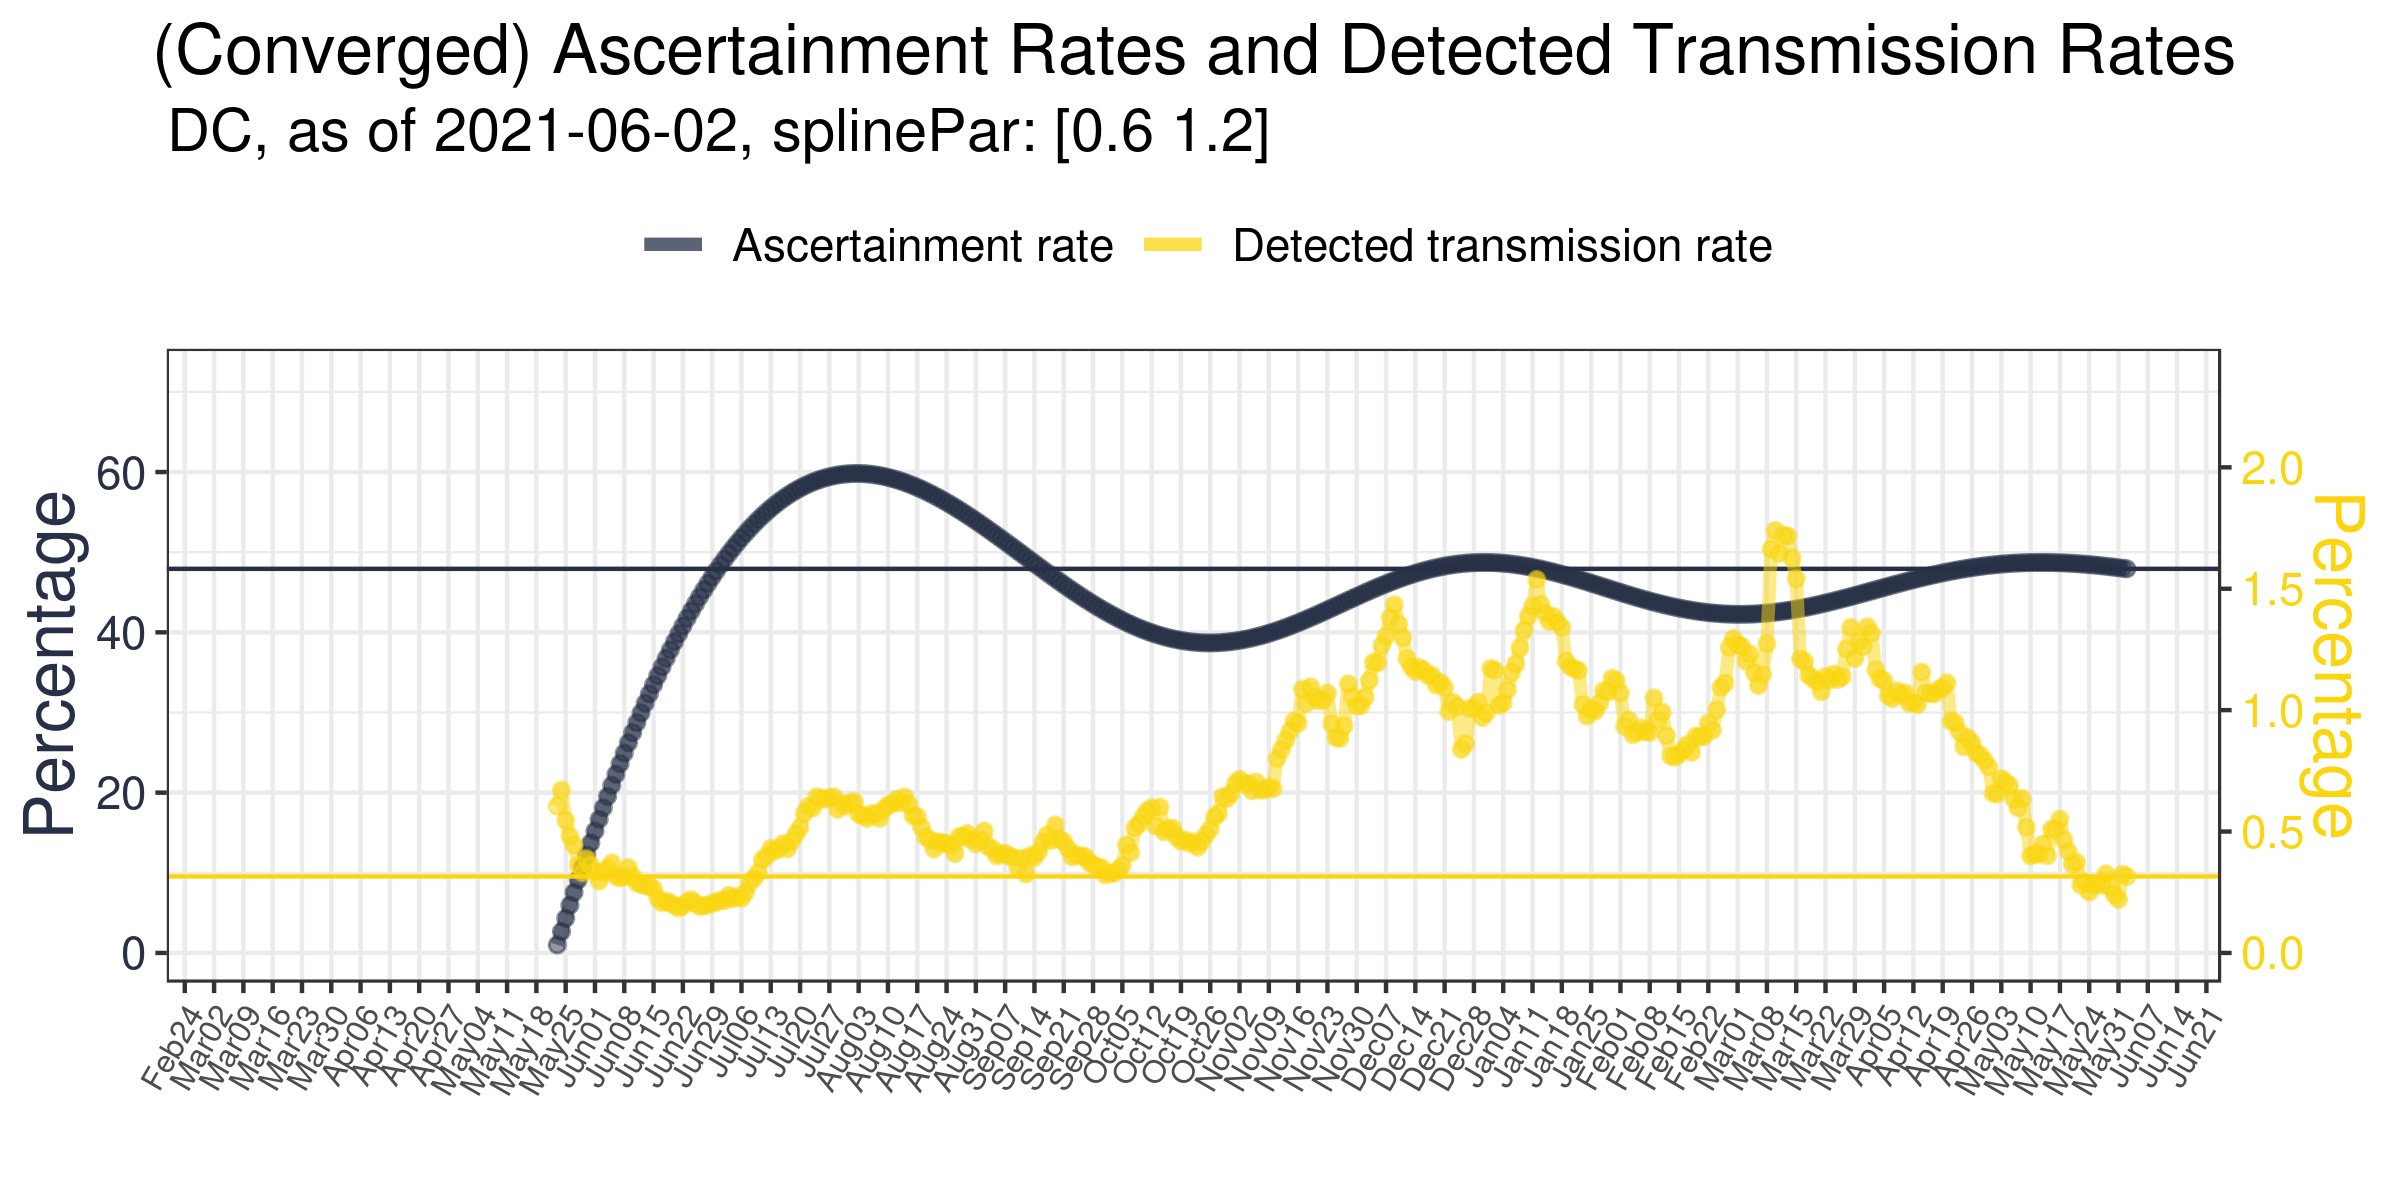 (Converged) Ascertainment Rates and Detected Transmission Rates
DC, as of 2021-06-02, splinePar: [0.6 1.2]
Ascertainment rate
Detected transmission rate
Percentage
60
40
20
0
2.0
1.5
1.0
0.5
0.0
Percentage
Feb24
Mar02
Mar09
Mar16
Mar23
Mar30
Apr06
Apr13
Apr20
Apr27
May04
May11
May18
May25
Jun01
Jun08
Jun15
Jun22
Jun29
Jul06
Jul13
Jul20
Jul27
Aug03
Aug10
Aug17
Aug24
Aug31
Sep07
Sep14
Sep21
Sep28
Oct05
Oct12
Oct19
Oct26
Nov02
Nov09
Nov16
Nov23
Nov30
Dec07
Dec14
Dec21
Dec28
Jan04
Jan11
Jan18
Jan25
Feb01
Feb08
Feb15
Feb22
Mar01
Mar08
Mar15
Mar22
Mar29
Apr05
Apr12
Apr19
Apr26
May03
May10
May17
May24
May31
Jun07
Jun14
Jun21